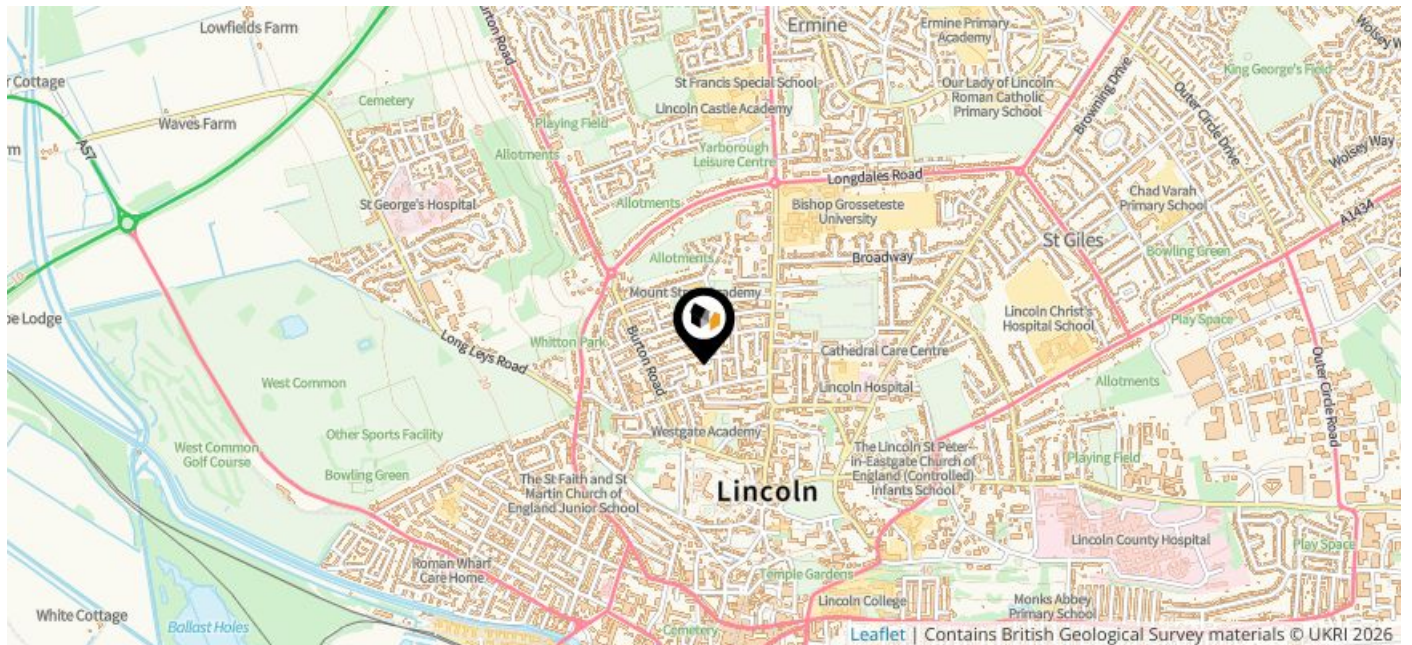 Lowfields Farm
Ermine
Ermine Primary
Academy
Burton Road
King George's Field
r Cottage
St Francis Special School
Our Lady of Lincoln
Roman Catholic
Primary School
Browning Drive
Outer Circle Drive
Cemetery
Lincoln Castle Academy
Waves Farm
Playing Field
A57
Allotments
Yarborough
Leisure Centre
Wolsey Way
Longdales Road
Chad Varah
Primary School
St George's Hospital
Allotments
Bishop Grosseteste
University
A1434
St Giles
Bowling Green
Allotments
Broadway
Mount Street Academy
Lincoln Christ's
Hospital School
oe Lodge
Play Space
Whitton Park
Burton Road
Long Leys Road
Cathedral Care Centre
Outer Circle Road
West Common
Lincoln Hospital
Allotments
Other Sports Facility
Westgate Academy
West Common
Golf Course
The Lincoln St Peter-
in-Eastgate Church of
England (Controlled)
Infants School
Playing Field
Bowling Green
The St Faith and St
Martin Church of
England Junior School
Lincoln
Lincoln County Hospital
Play Space
Roman Wharf
Care Home
Temple Gardens
White Cottage
Ballast Holes
Lincoln College
Monks Abbey
Primary School
Cemetery
Leaflet | Contains British Geological Survey materials © UKRI 2026